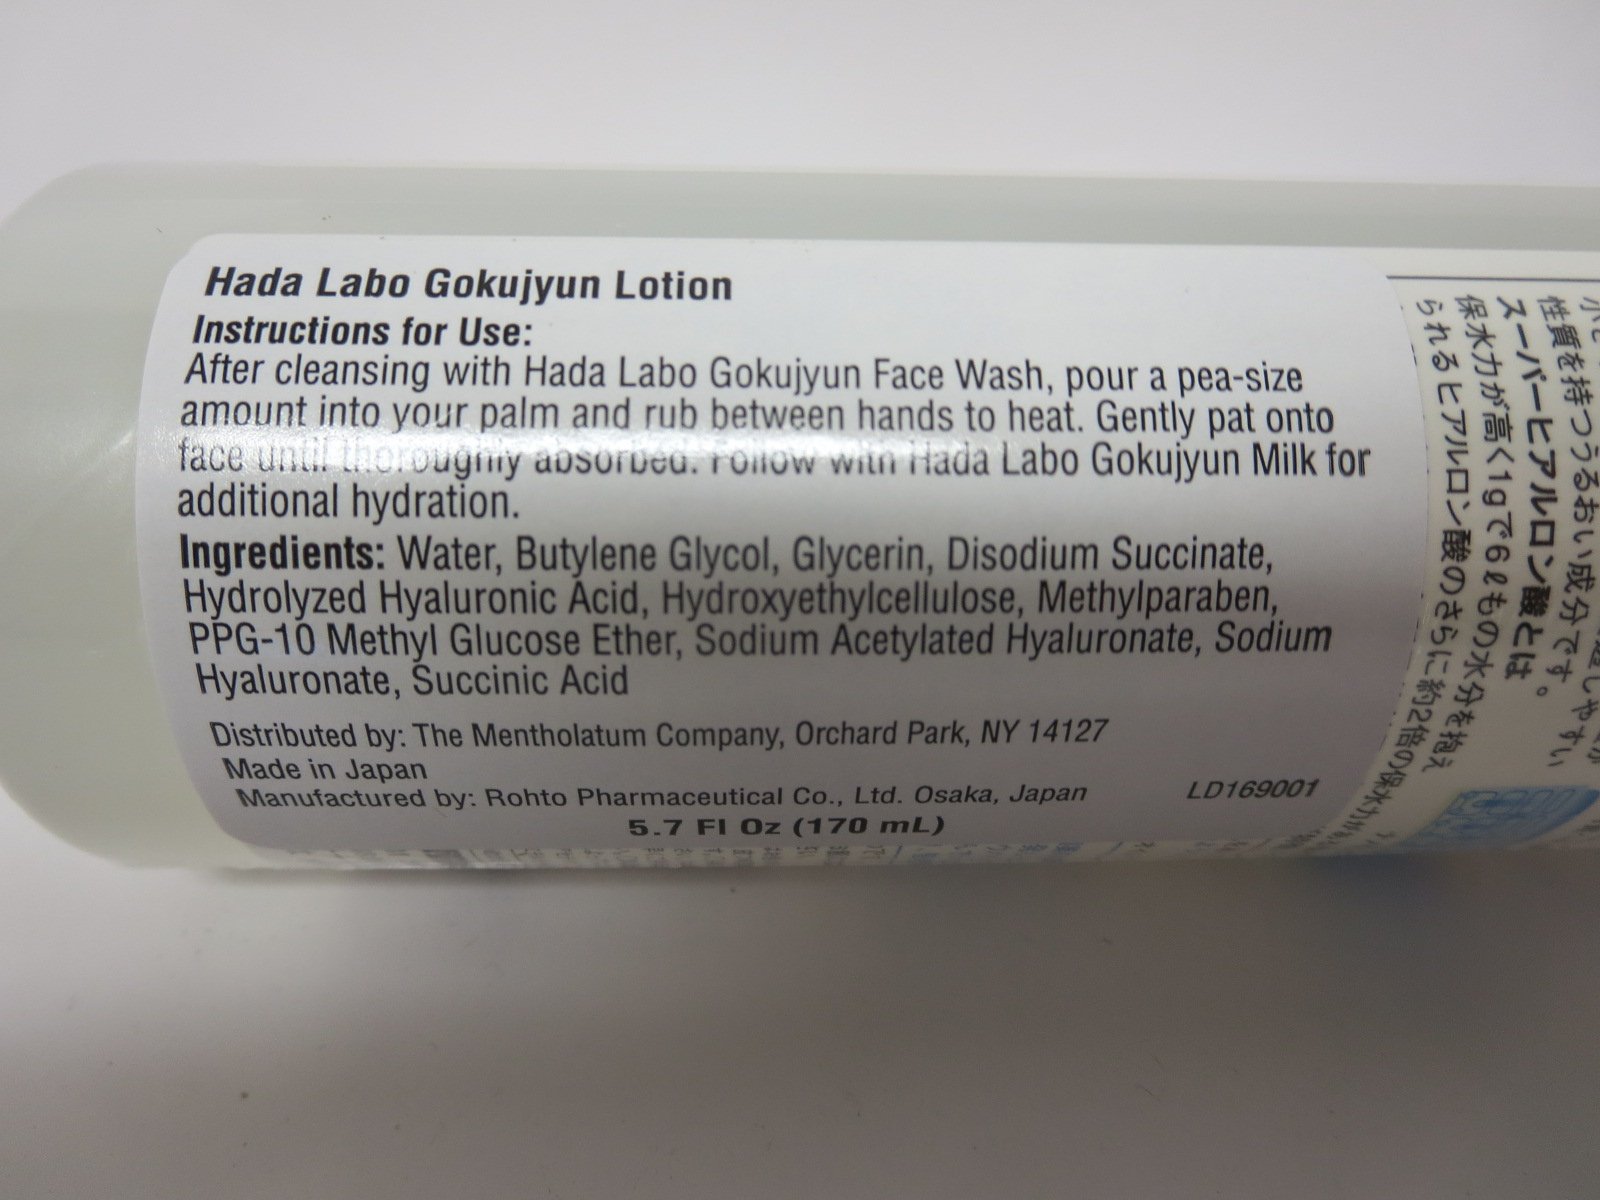 Hada Labo Gokujyun Lotion
Instructions for Use:
After cleansing with Hada Labo Gokujyun Face Wash, pour a pea-size
amount into your palm and rub between hands to heat. Gently pat onto
face until thoroughly absorbed. Follow with Hada Labo Gokujyun Milk for
additional hydration.
Ingredients: Water, Butylene Glycol, Glycerin, Disodium Succinate,
Hydrolyzed Hyaluronic Acid, Hydroxyethylcellulose, Methylparaben,
PPG-10 Methyl Glucose Ether, Sodium Acetylated Hyaluronate, Sodium
Hyaluronate, Succinic Acid
Distributed by: The Mentholatum Company, Orchard Park, NY 14127
Made in Japan
Manufactured by: Rohto Pharmaceutical Co., Ltd. Osaka, Japan LD169001
5.7 Fl Oz (170 mL)
性質を持つうるおい成分です。
スーパーヒアルロン酸とは
保水力が高く1gで6ℓもの水分を抱え
られるヒアルロン酸のさらに約2倍の保水力が